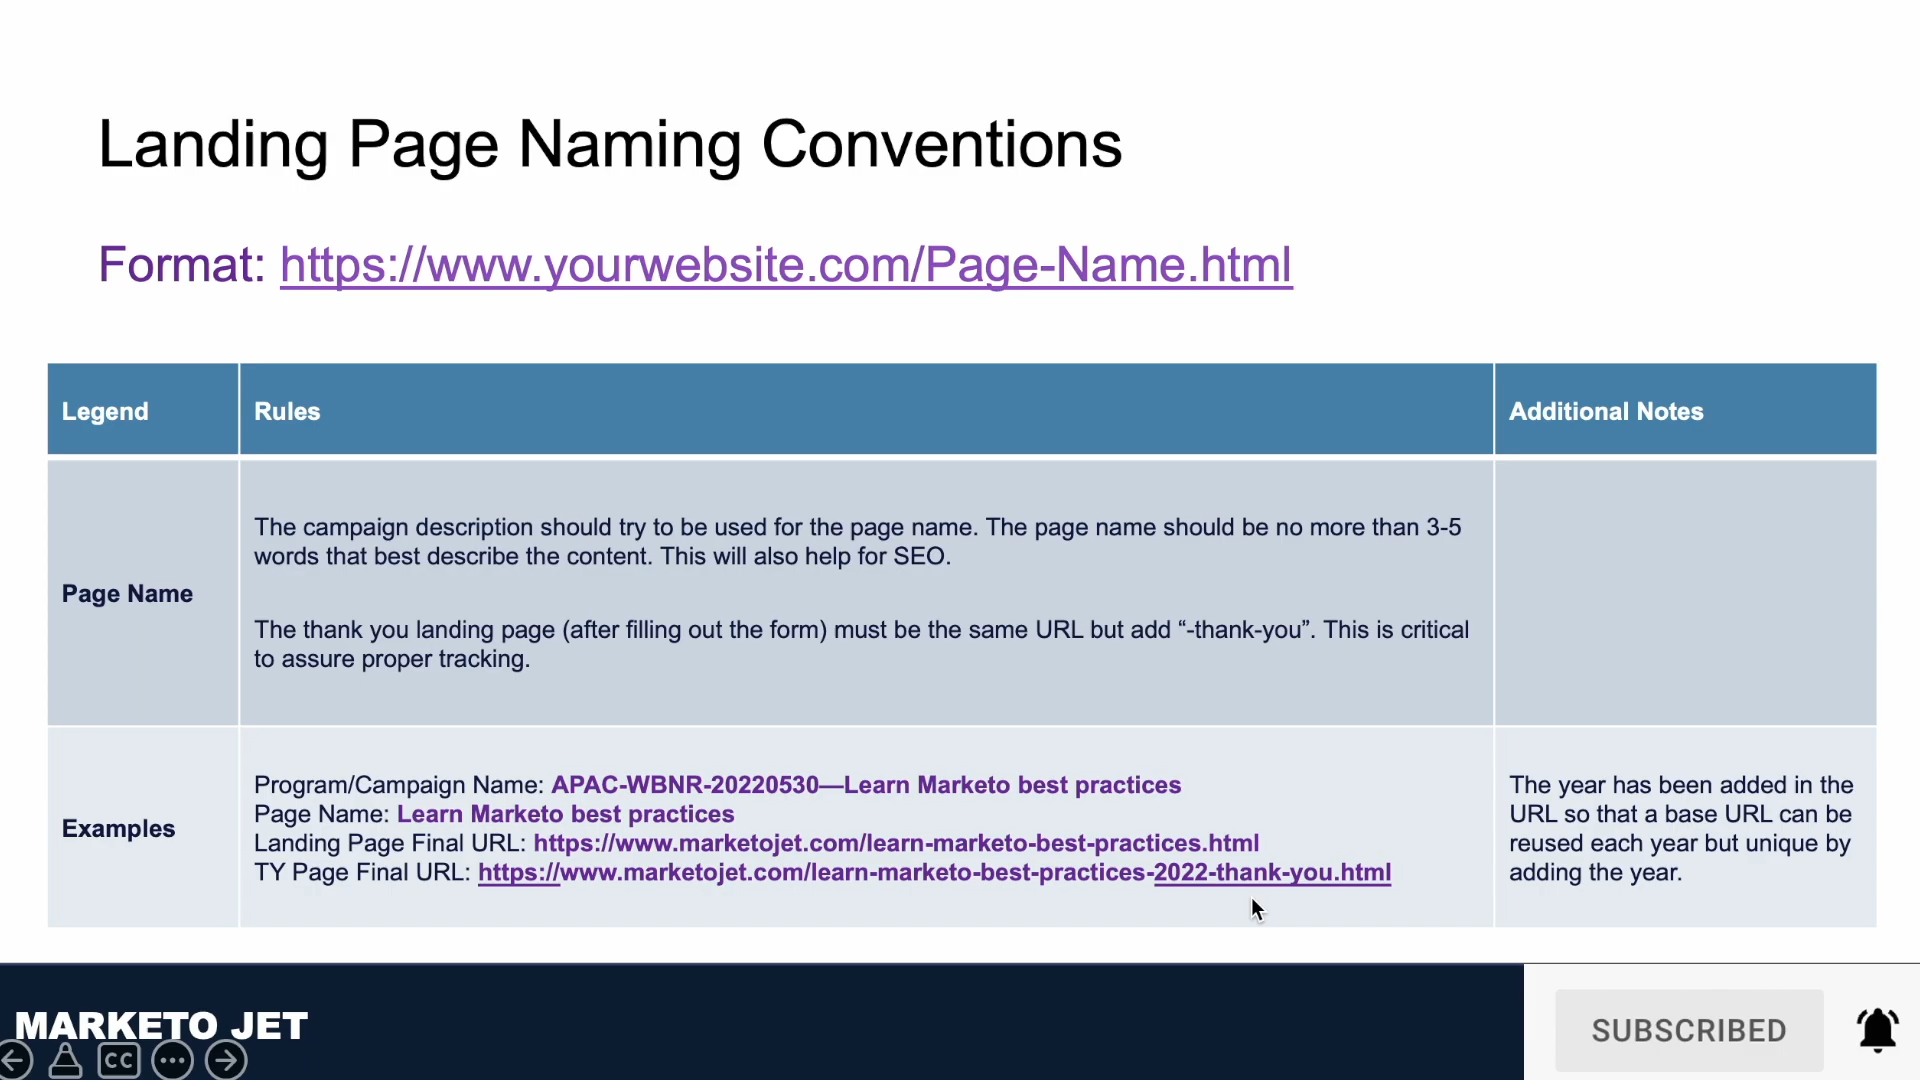 Landing Page Naming Conventions
Format: https://www.yourwebsite.com/Page-Name.html
Legend
Rules
Additional Notes
Page Name
The campaign description should try to be used for the page name. The page name should be no more than 3-5
words that best describe the content. This will also help for SEO.
The thank you landing page (after filling out the form) must be the same URL but add “-thank-you”. This is critical
to assure proper tracking.
Examples
Program/Campaign Name: APAC-WBNR-20220530—Learn Marketo best practices
Page Name: Learn Marketo best practices
Landing Page Final URL: https://www.marketojet.com/learn-marketo-best-practices.html
TY Page Final URL: https://www.marketojet.com/learn-marketo-best-practices-2022-thank-you.html
The year has been added in the
URL so that a base URL can be
reused each year but unique by
adding the year.
MARKETO JET
CC
SUBSCRIBED